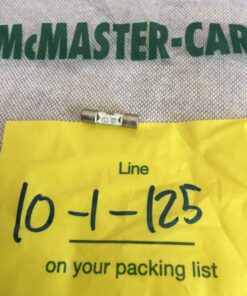 McMASTER-CAR
Line
10-1-125
on your packing list